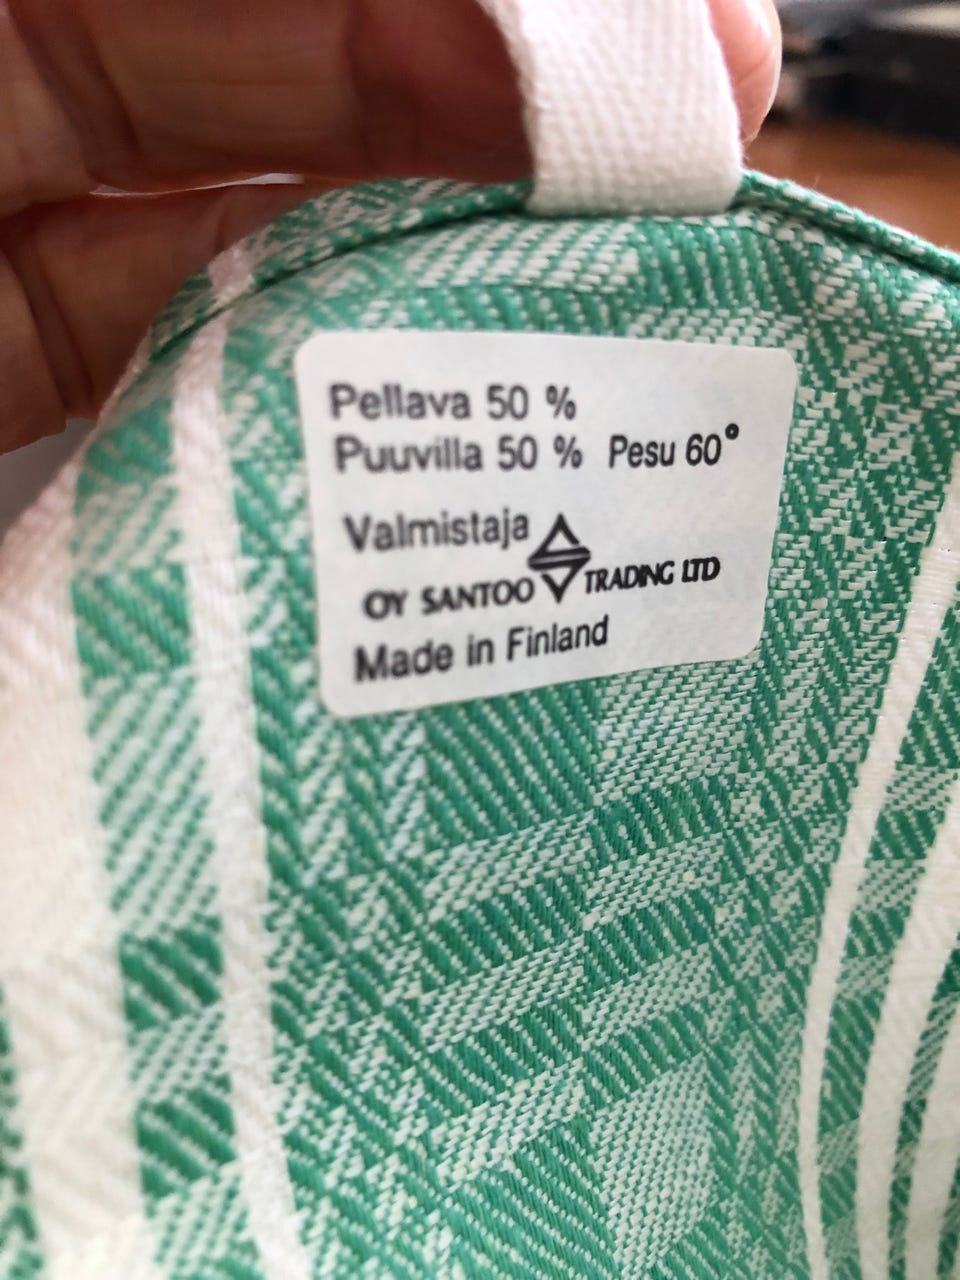 Pellava 50 %
Puuvilla 50 % Pesu 60°
Valmistaja
OY SANTOO TRADING LTD
Made in Finland